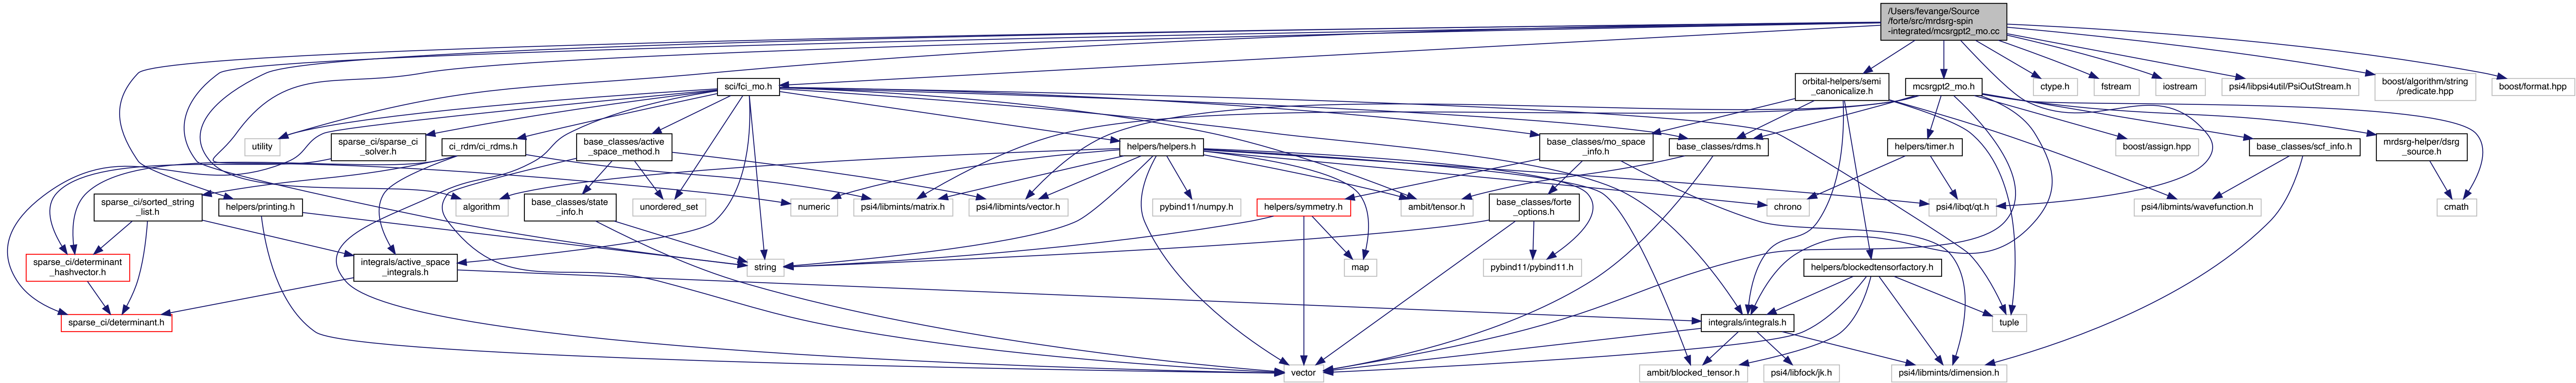 /Users/fevange/Source
/forte/src/mrdsrg-spin
-integrated/mcsrgpt2_mo.cc
sci/fci_mo.h
orbital-helpers/semi
_canonicalize.h
mcsrgpt2_mo.h
ctype.h
fstream
iostream
psi4/libpsi4util/PsiOutStream.h
boost/algorithm/string
/predicate.hpp
boost/format.hpp
utility
sparse_ci/sparse_ci
_solver.h
ci_rdm/ci_rdms.h
base_classes/active
_space_method.h
helpers/helpers.h
base_classes/mo_space
_info.h
base_classes/rdms.h
helpers/timer.h
boost/assign.hpp
base_classes/scf_info.h
mrdsrg-helper/dsrg
_source.h
sparse_ci/sorted_string
_list.h
helpers/printing.h
algorithm
base_classes/state
_info.h
unordered_set
numeric
psi4/libmints/matrix.h
psi4/libmints/vector.h
pybind11/numpy.h
helpers/symmetry.h
ambit/tensor.h
base_classes/forte
_options.h
chrono
psi4/libqt/qt.h
psi4/libmints/wavefunction.h
cmath
sparse_ci/determinant
_hashvector.h
integrals/active_space
_integrals.h
string
map
pybind11/pybind11.h
helpers/blockedtensorfactory.h
sparse_ci/determinant.h
integrals/integrals.h
tuple
vector
ambit/blocked_tensor.h
psi4/libfock/jk.h
psi4/libmints/dimension.h